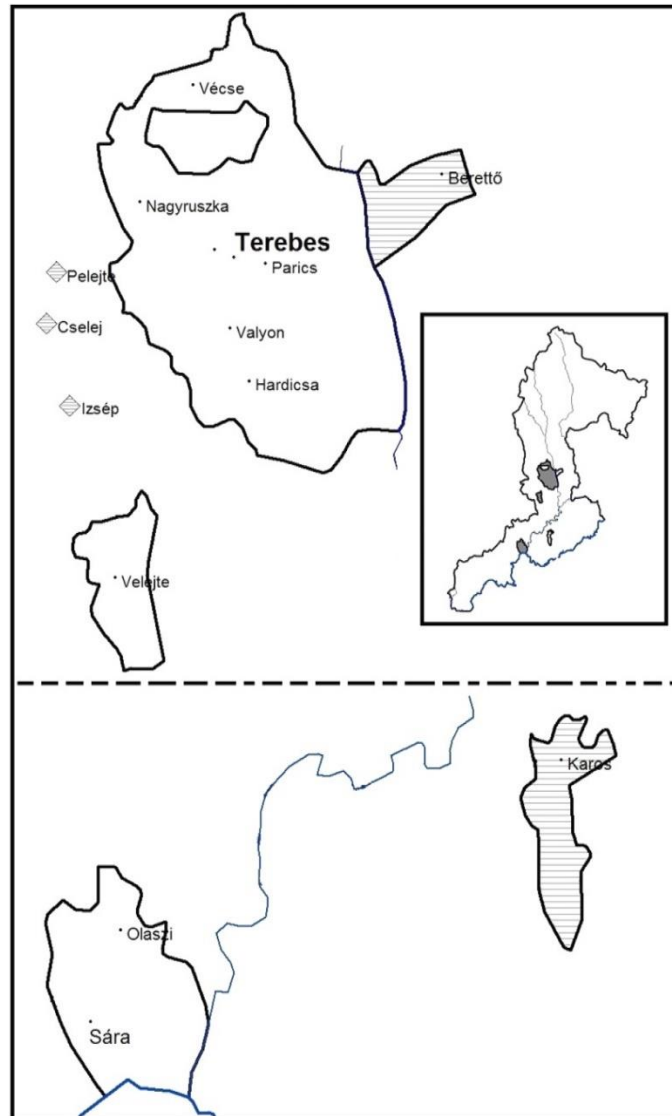 Vécse
Berettő
Nagyruszka
Terebes
Parics
Pelejte
Cselej
Valyon
Hardicsa
Izsép
Velejte
Karos
Olaszi
Sára